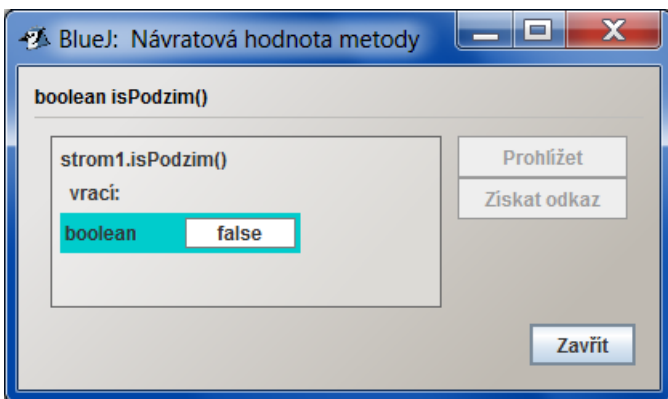 BlueJ: Návratová hodnota metody
boolean isPodzim()
strom1.isPodzim()
vrací:
boolean false
Prohlížet
Získat odkaz
Zavřít